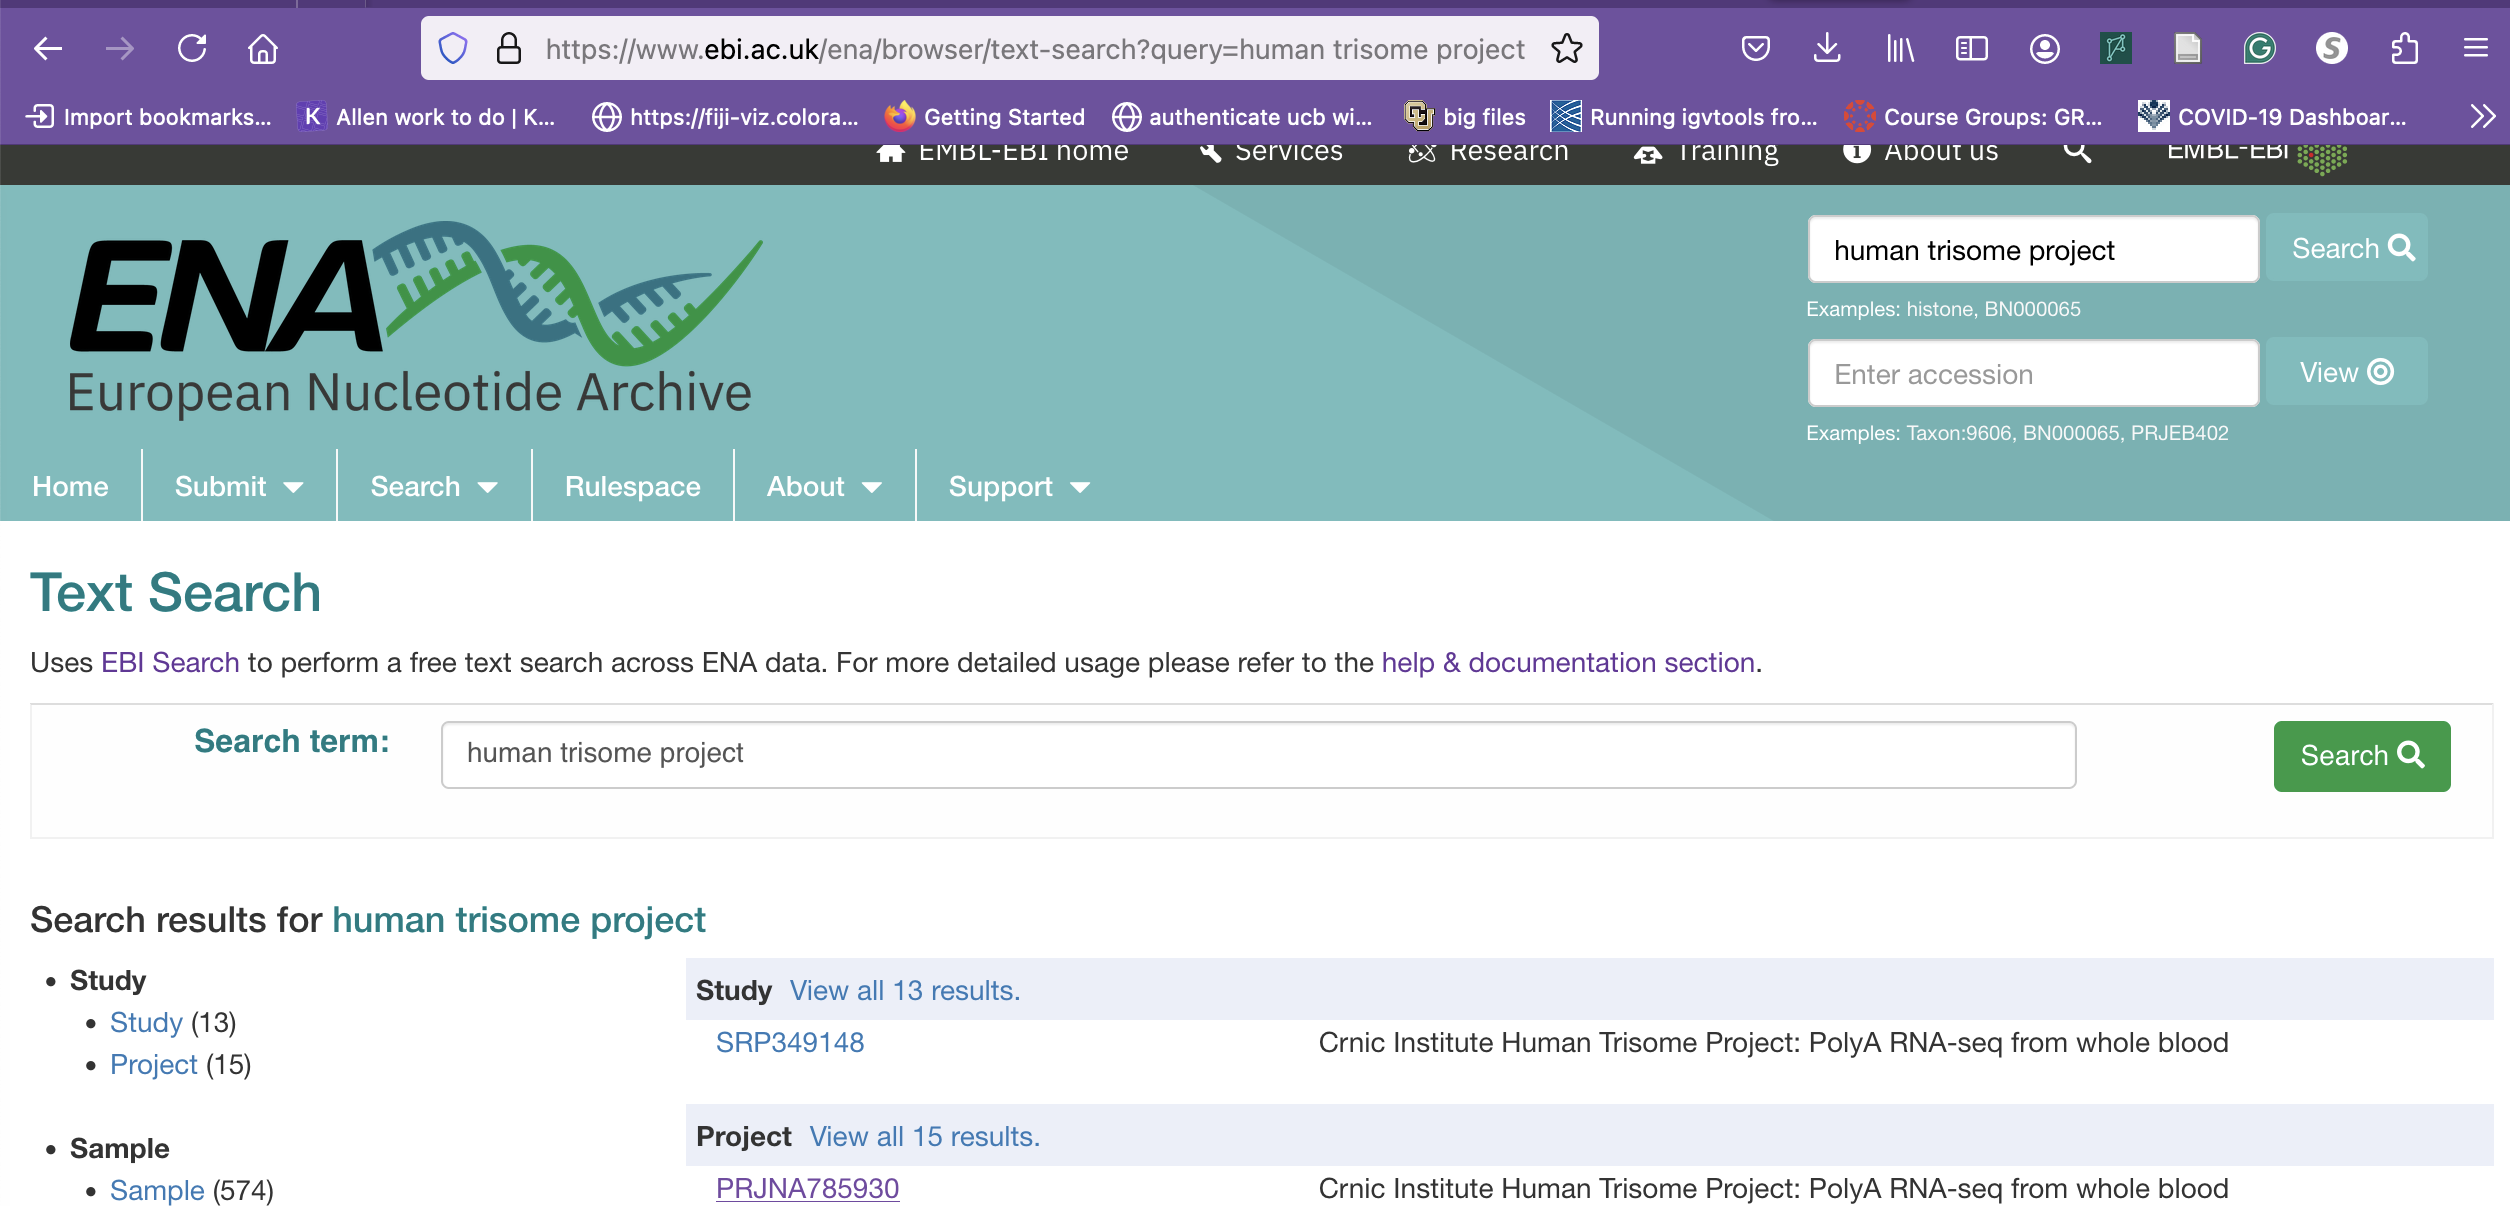 https://www.ebi.ac.uk/ena/browser/text-search?query=human trisome project
Import bookmarks... K Allen work to do | K... https://fiji-viz.colora... Getting Started authenticate ucb wi... big files Running igvtools fro... Course Groups: GR... COVID-19 Dashboar...
EMBL-EBI home Services Research Training About us EMBL-EBI
ENA
European Nucleotide Archive
human trisome project Search
Examples: histone, BN000065
Enter accession View
Examples: Taxon:9606, BN000065, PRJEB402
Home Submit Search Rulespace About Support
Text Search
Uses EBI Search to perform a free text search across ENA data. For more detailed usage please refer to the help & documentation section.
Search term: human trisome project Search
Search results for human trisome project
• Study
• Study (13)
• Project (15)
• Sample
• Sample (574)
Study View all 13 results.
SRP349148 Crnic Institute Human Trisome Project: PolyA RNA-seq from whole blood
Project View all 15 results.
PRJNA785930 Crnic Institute Human Trisome Project: PolyA RNA-seq from whole blood